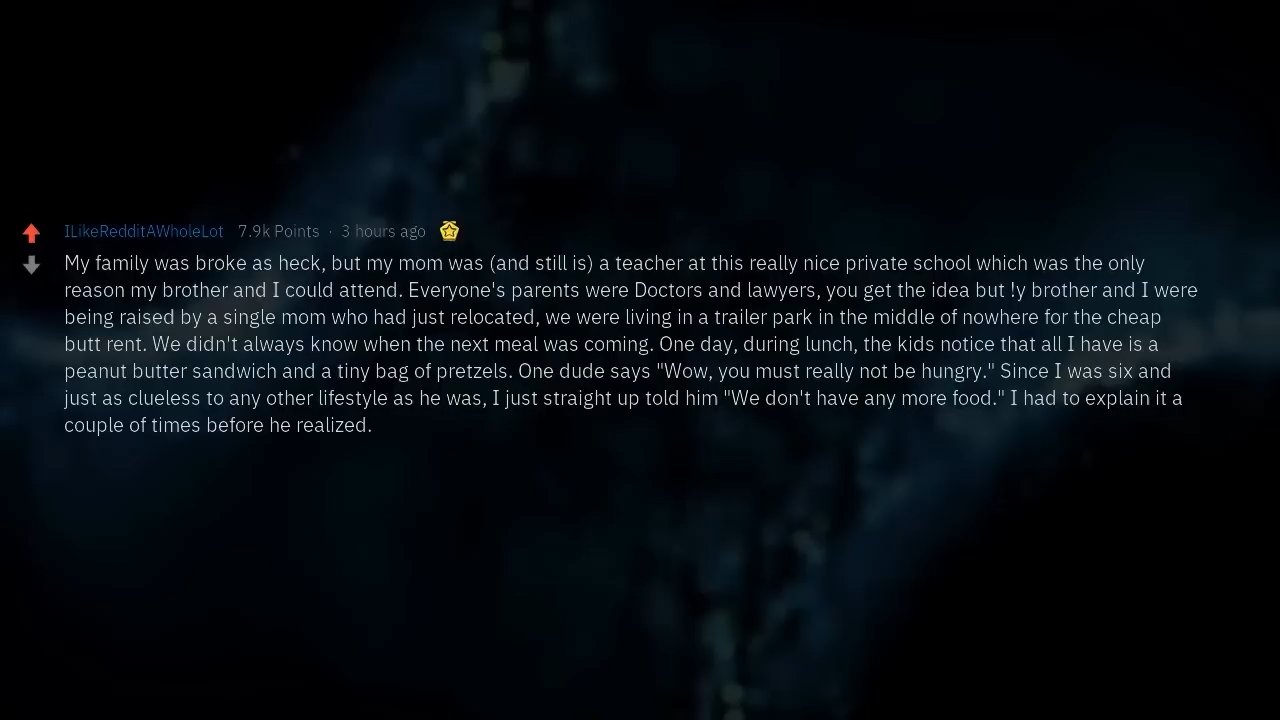 ILikeRedditAWholeLot 7.9k Points · 3 hours ago
My family was broke as heck, but my mom was (and still is) a teacher at this really nice private school which was the only
reason my brother and I could attend. Everyone's parents were Doctors and lawyers, you get the idea but !y brother and I were
being raised by a single mom who had just relocated, we were living in a trailer park in the middle of nowhere for the cheap
butt rent. We didn't always know when the next meal was coming. One day, during lunch, the kids notice that all I have is a
peanut butter sandwich and a tiny bag of pretzels. One dude says "Wow, you must really not be hungry." Since I was six and
just as clueless to any other lifestyle as he was, I just straight up told him "We don't have any more food." I had to explain it a
couple of times before he realized.